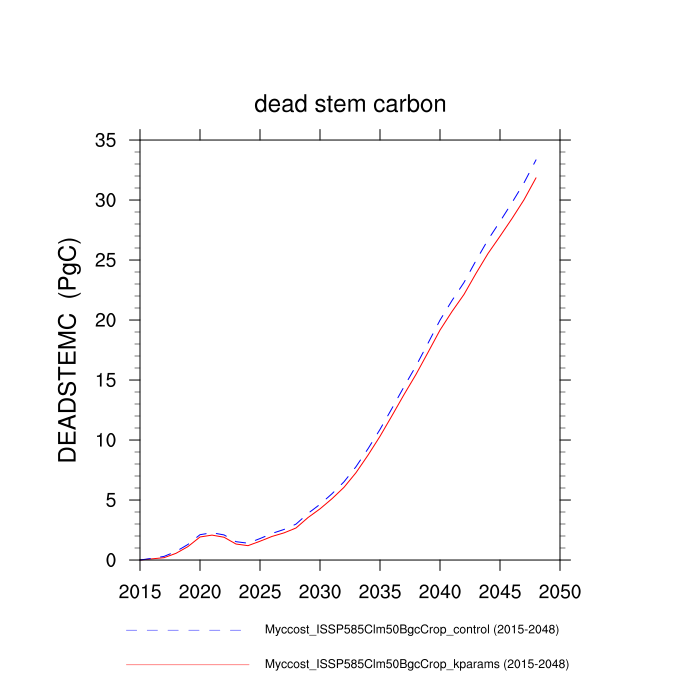 dead stem carbon
DEADSTEMC (PgC)
35
30
25
20
15
10
5
0
2015 2020 2025 2030 2035 2040 2045 2050
Myccost_ISSP585Clm50BgcCrop_control (2015-2048)
Myccost_ISSP585Clm50BgcCrop_kparams (2015-2048)